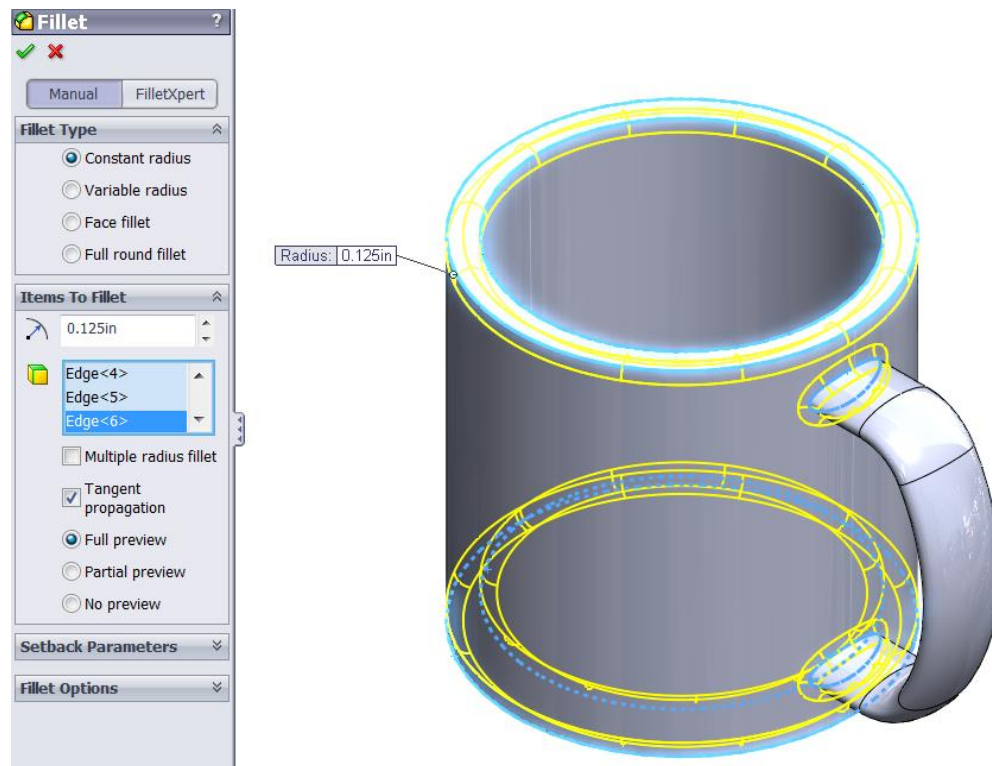 Fillet ?
Manual FilletXpert
Fillet Type
Constant radius
Variable radius
Face fillet
Full round fillet
Items To Fillet
0.125in
Edge<4>
Edge<5>
Edge<6>
Multiple radius fillet
Tangent
propagation
Full preview
Partial preview
No preview
Setback Parameters
Fillet Options
Radius: 0.125in